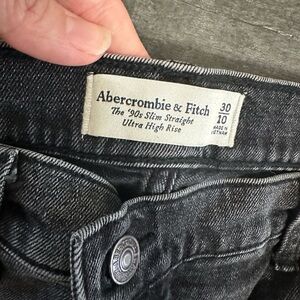 Abercrombie & Fitch
The '90s Slim Straight
Ultra High Rise
30
10
MADE IN
VIETNAM